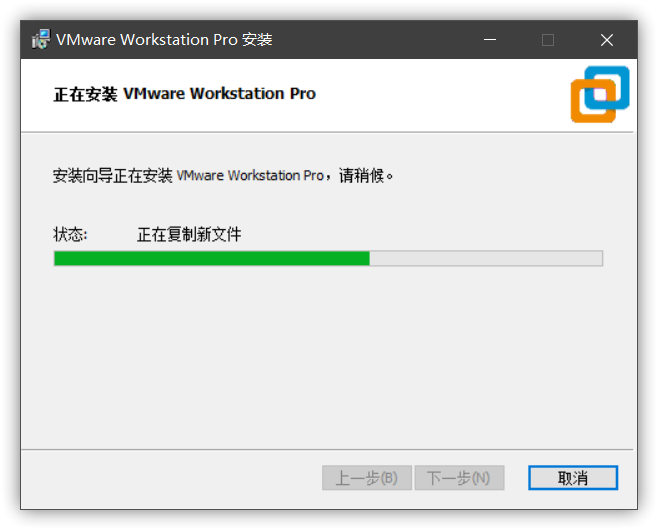 VMware Workstation Pro 安装
正在安装 VMware Workstation Pro
安装向导正在安装 VMware Workstation Pro，请稍候。
状态: 正在复制新文件
上一步(B) 下一步(N) 取消